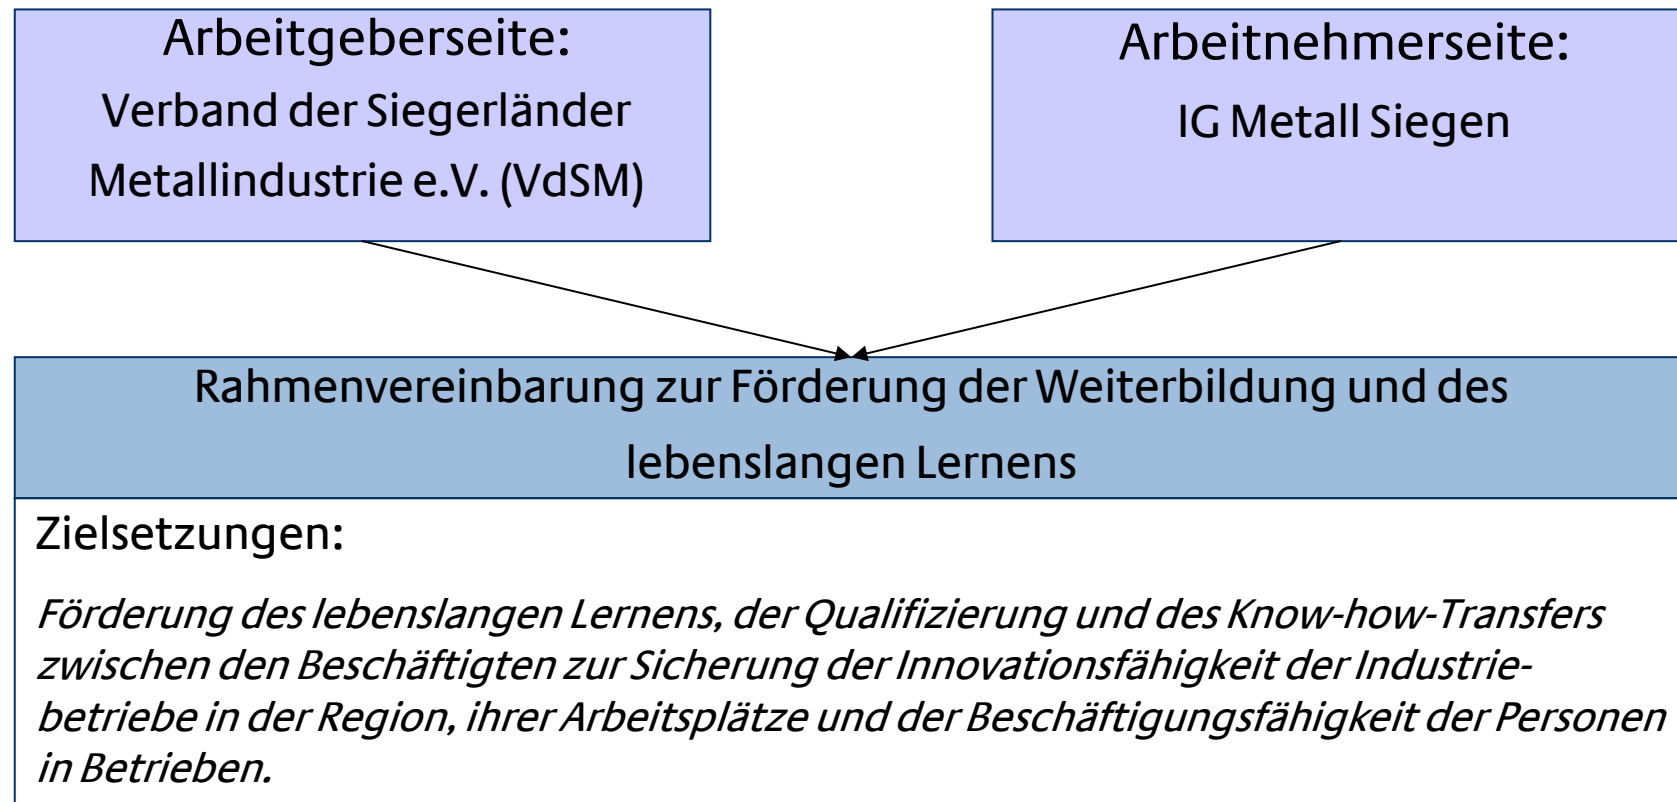 Arbeitgeberseite:
Verband der Siegerländer
Metallindustrie e.V. (VdSM)
Arbeitnehmerseite:
IG Metall Siegen
Rahmenvereinbarung zur Förderung der Weiterbildung und des
lebenslangen Lernens
Zielsetzungen:
Förderung des lebenslangen Lernens, der Qualifizierung und des Know-how-Transfers
zwischen den Beschäftigten zur Sicherung der Innovationsfähigkeit der Industrie-
betriebe in der Region, ihrer Arbeitsplätze und der Beschäftigungsfähigkeit der Personen
in Betrieben.